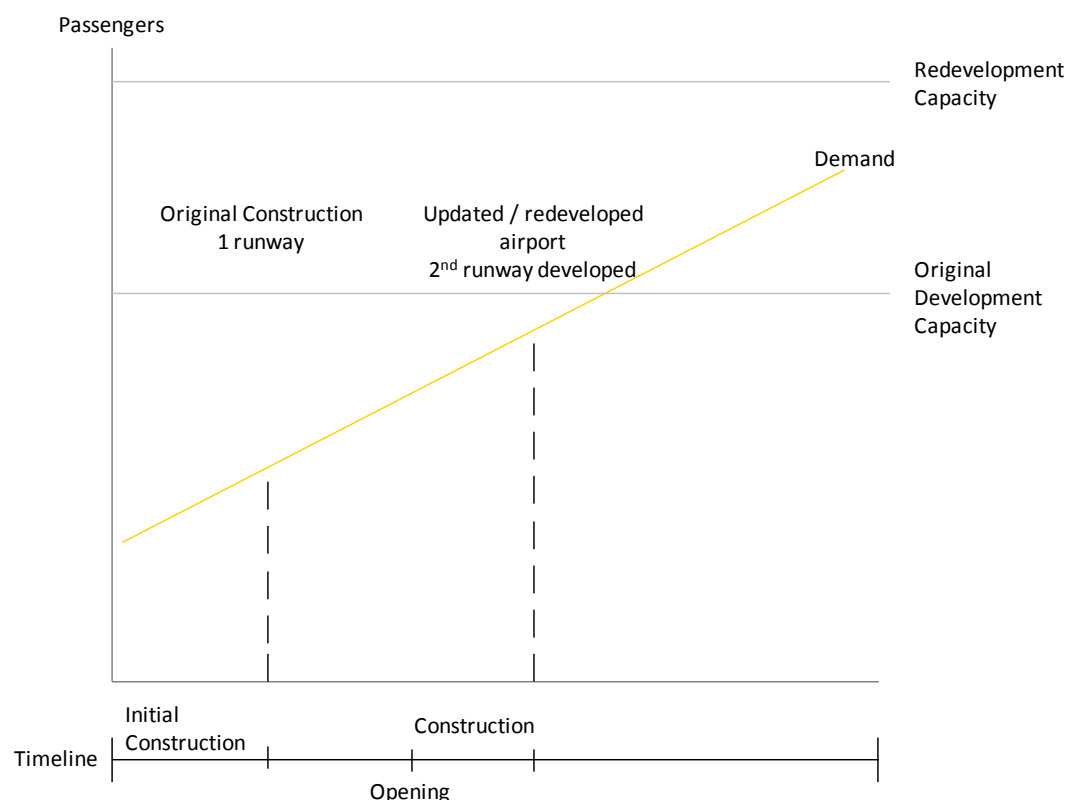 Passengers
Redevelopment
Capacity
Demand
Original Construction
1 runway
Updated / redeveloped
airport
2nd runway developed
Original
Development
Capacity
Initial
Construction
Construction
Timeline
Opening